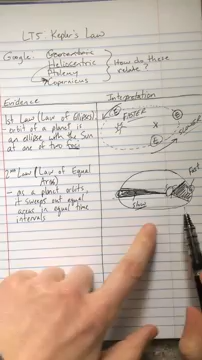 LT5 Kepler's Law
Google: Geocentric
Heliocentric
Ptolemy
Copernicus
How do these relate?
Evidence
Interpretation
1st Law (Law of Ellipses)
- orbit of a planet is
an ellipse with the Sun
at one of two foci
FASTER
SLOWER
E
E
E
X
2nd Law (Law of Equal
Areas)
- as a planet orbits,
it sweeps out equal
areas in equal time
intervals
Fast
Slow